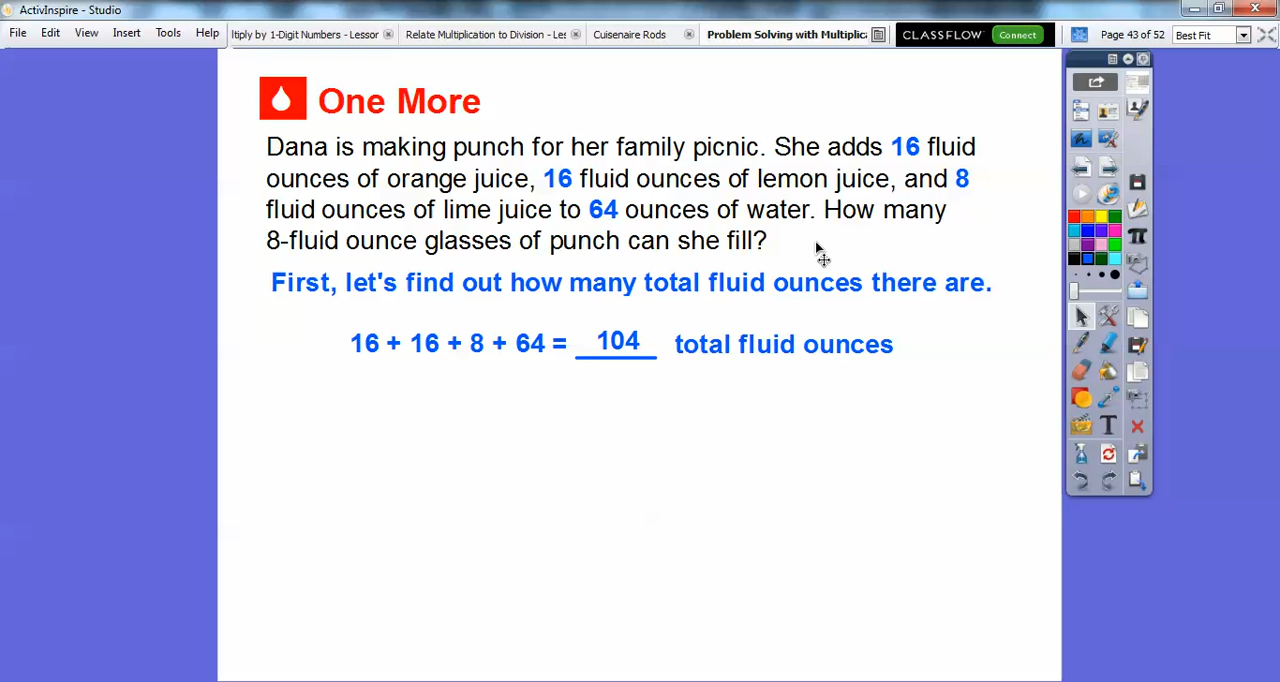 ActivInspire - Studio
File Edit View Insert Tools Help
ltiply by 1-Digit Numbers - Lessor
Relate Multiplication to Division - Les
Cuisenaire Rods
Problem Solving with Multiplica
CLASSFLOW Connect
Page 43 of 52
Best Fit
One More
Dana is making punch for her family picnic. She adds 16 fluid
ounces of orange juice, 16 fluid ounces of lemon juice, and 8
fluid ounces of lime juice to 64 ounces of water. How many
8-fluid ounce glasses of punch can she fill?
First, let's find out how many total fluid ounces there are.
16 + 16 + 8 + 64 = 104 total fluid ounces